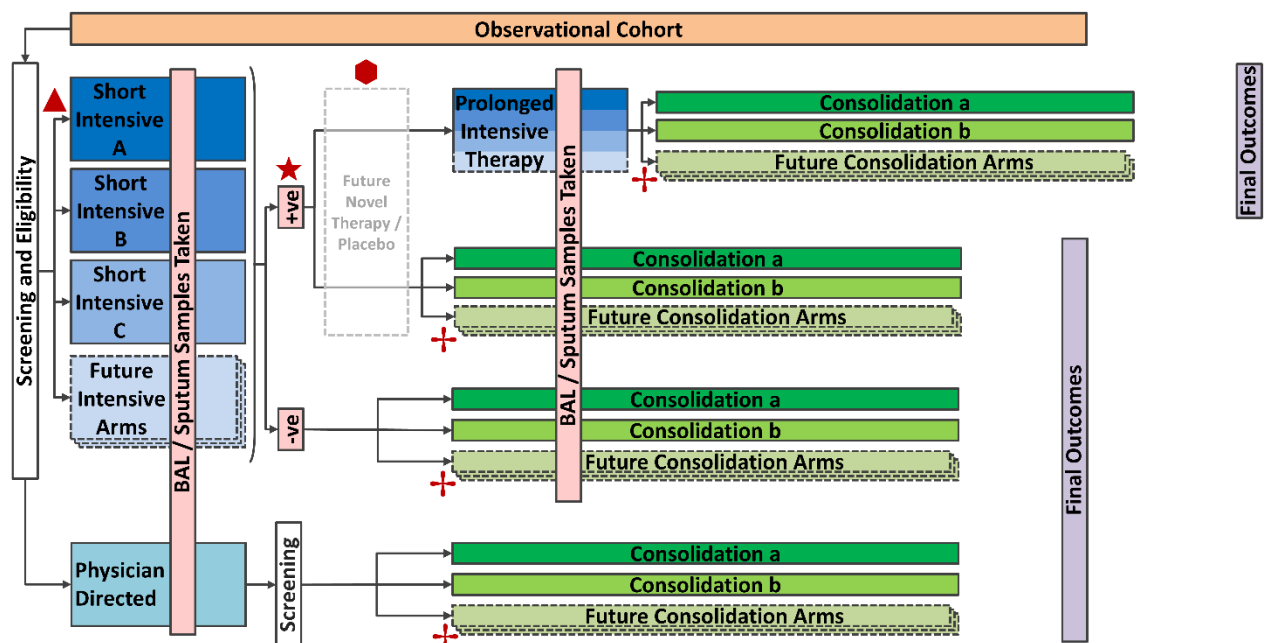 Observational Cohort
Screening and Eligibility
Short
Intensive
A
Short
Intensive
B
Short
Intensive
C
Future
Intensive
Arms
BAL / Sputum Samples Taken
+ve
-ve
Future
Novel
Therapy /
Placebo
Prolonged
Intensive
Therapy
BAL / Sputum Samples Taken
Consolidation a
Consolidation b
Future Consolidation Arms
Consolidation a
Consolidation b
Future Consolidation Arms
Consolidation a
Consolidation b
Future Consolidation Arms
Physician
Directed
Screening
Consolidation a
Consolidation b
Future Consolidation Arms
Final Outcomes
Final Outcomes